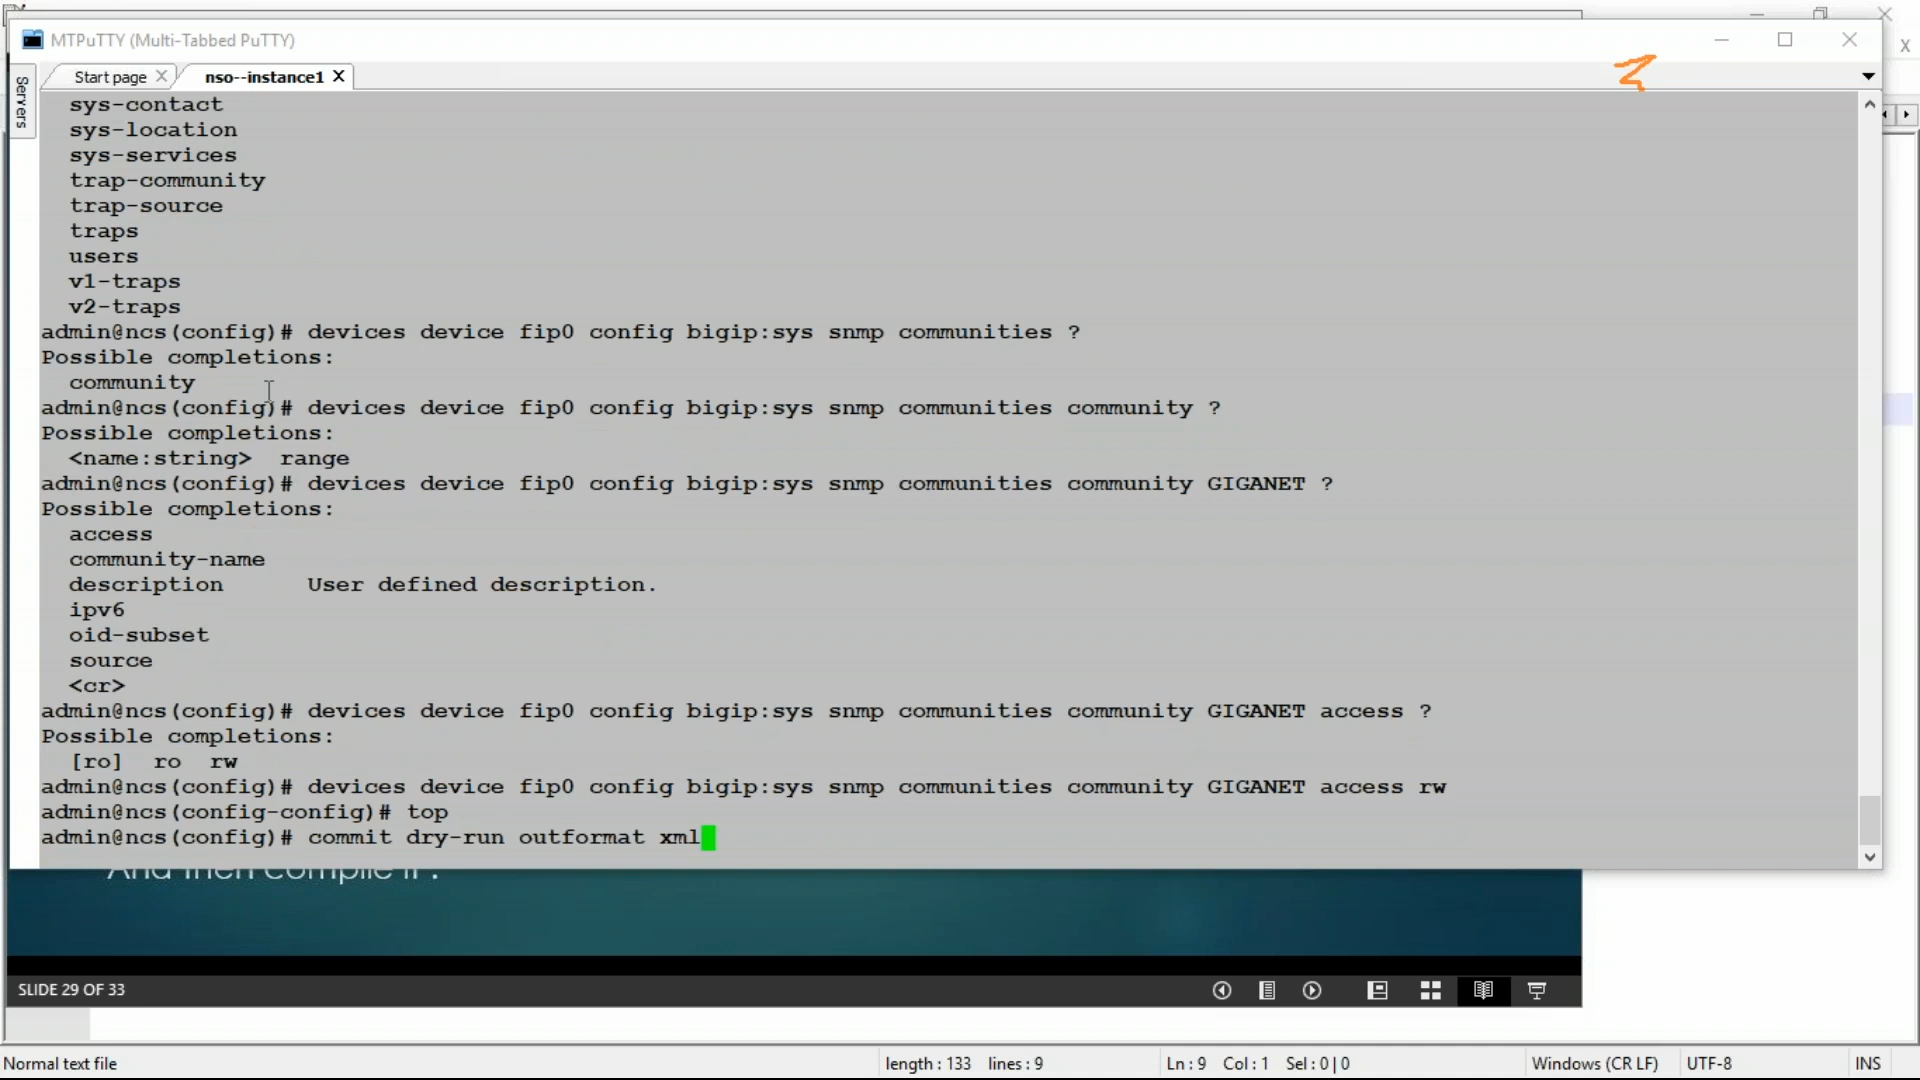 MTPuTTY (Multi-Tabbed PuTTY)
Servers
Start page
nso--instance1
sys-contact
sys-location
sys-services
trap-community
trap-source
traps
users
v1-traps
v2-traps
admin@ncs(config)# devices device fip0 config bigip:sys snmp communities ?
Possible completions:
community
admin@ncs(config)# devices device fip0 config bigip:sys snmp communities community ?
Possible completions:
<name:string>  range
admin@ncs(config)# devices device fip0 config bigip:sys snmp communities community GIGANET ?
Possible completions:
access
community-name
description      User defined description.
ipv6
oid-subset
source
<cr>
admin@ncs(config)# devices device fip0 config bigip:sys snmp communities community GIGANET access ?
Possible completions:
[ro]  ro  rw
admin@ncs(config)# devices device fip0 config bigip:sys snmp communities community GIGANET access rw
admin@ncs(config-config)# top
admin@ncs(config)# commit dry-run outformat xml
And then compile it.
SLIDE 29 OF 33
Normal text file
length : 133  lines : 9
Ln : 9  Col : 1  Sel : 0 | 0
Windows (CR LF)
UTF-8
INS